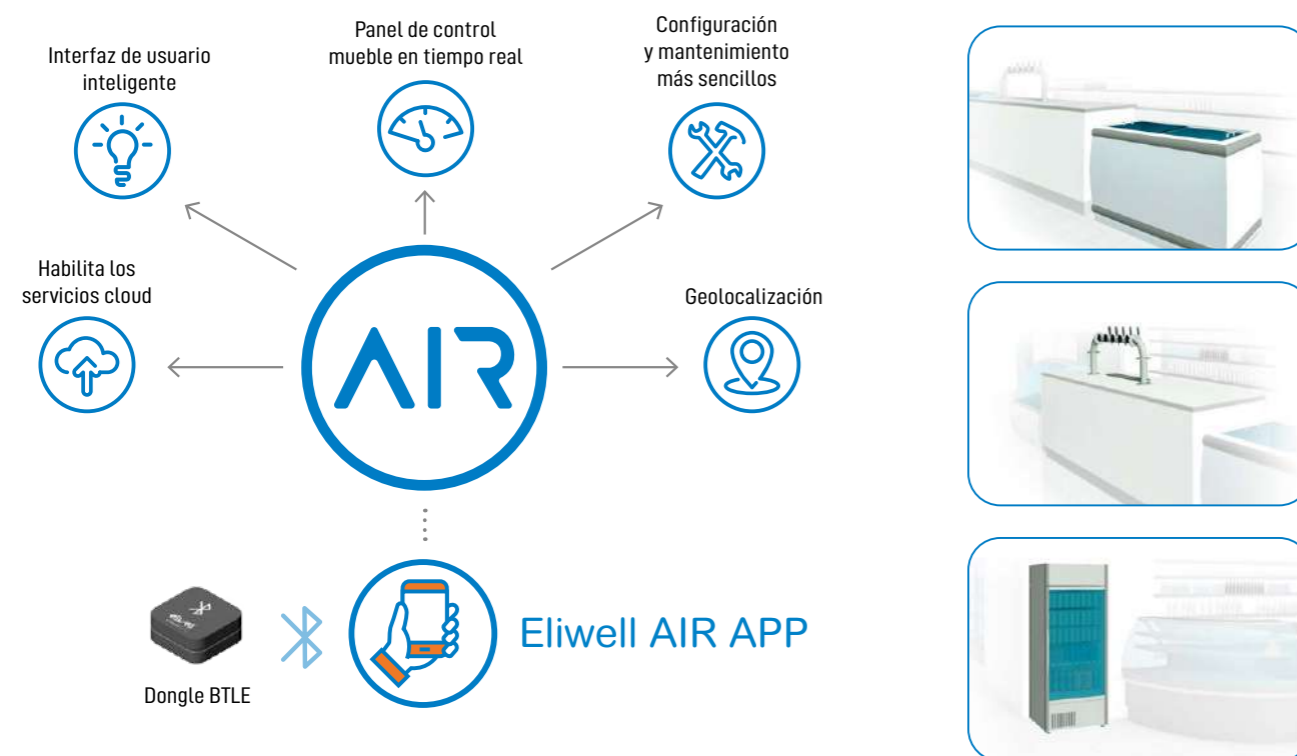 Interfaz de usuario
inteligente
Panel de control
mueble en tiempo real
Configuración
y mantenimiento
más sencillos
Habilita los
servicios cloud
Geolocalización
AIR
Eliwell AIR APP
Dongle BTLE